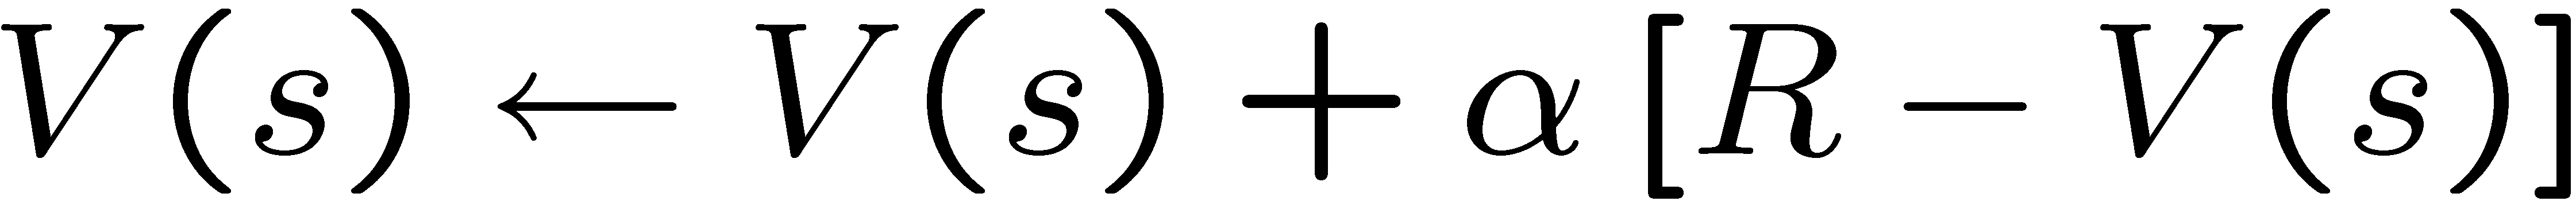 V(s) ← V(s) + α [R − V(s)]